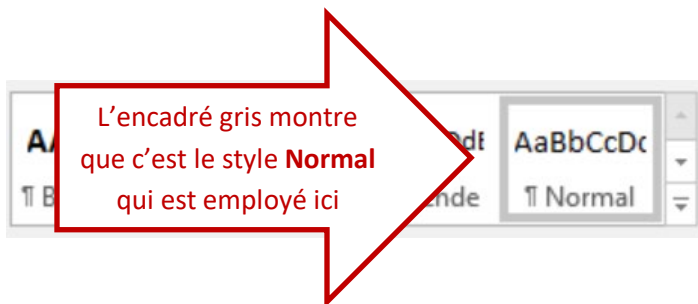 L'encadré gris montre
que c'est le style Normal
qui est employé ici
AaBbCcDc
¶ Normal